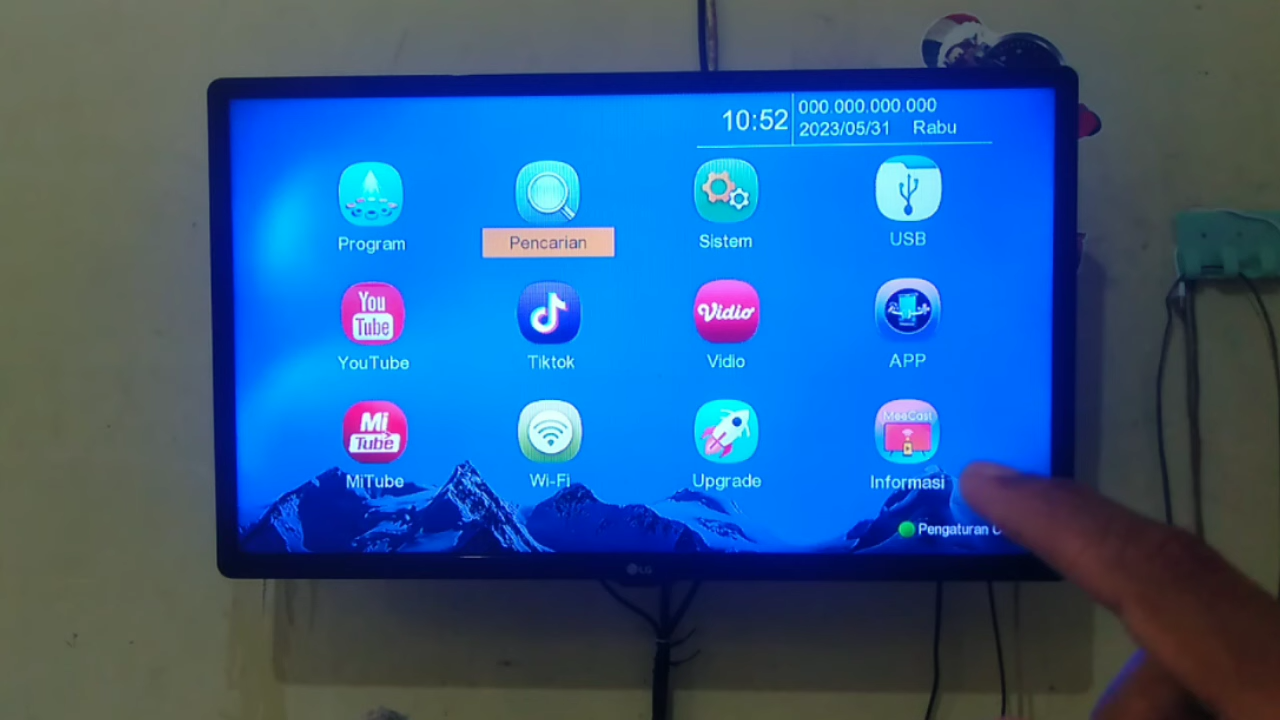 10:52
000.000.000.000
2023/05/31 Rabu
Program
Pencarian
Sistem
USB
You
Tube
Vidio
YouTube
Tiktok
Vidio
APP
Mi
Tube
MeeCast
MiTube
Wi-Fi
Upgrade
Informasi
Pengaturan
LG